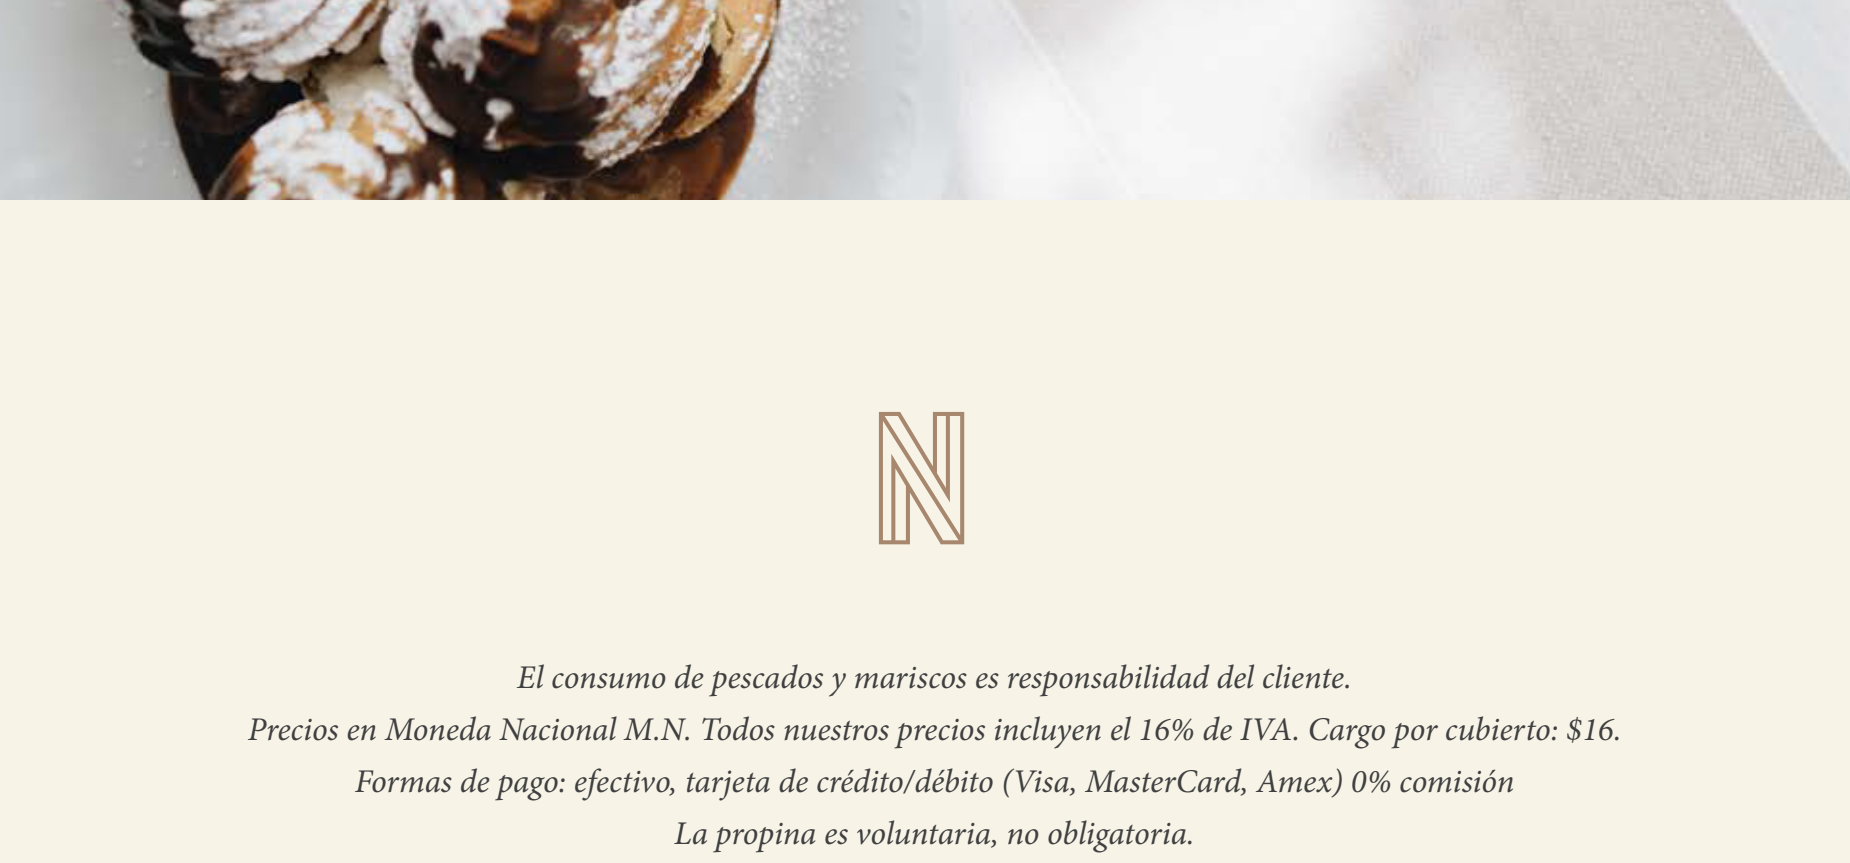 N
El consumo de pescados y mariscos es responsabilidad del cliente.
Precios en Moneda Nacional M.N. Todos nuestros precios incluyen el 16% de IVA. Cargo por cubierto: $16.
Formas de pago: efectivo, tarjeta de crédito/débito (Visa, MasterCard, Amex) 0% comisión
La propina es voluntaria, no obligatoria.